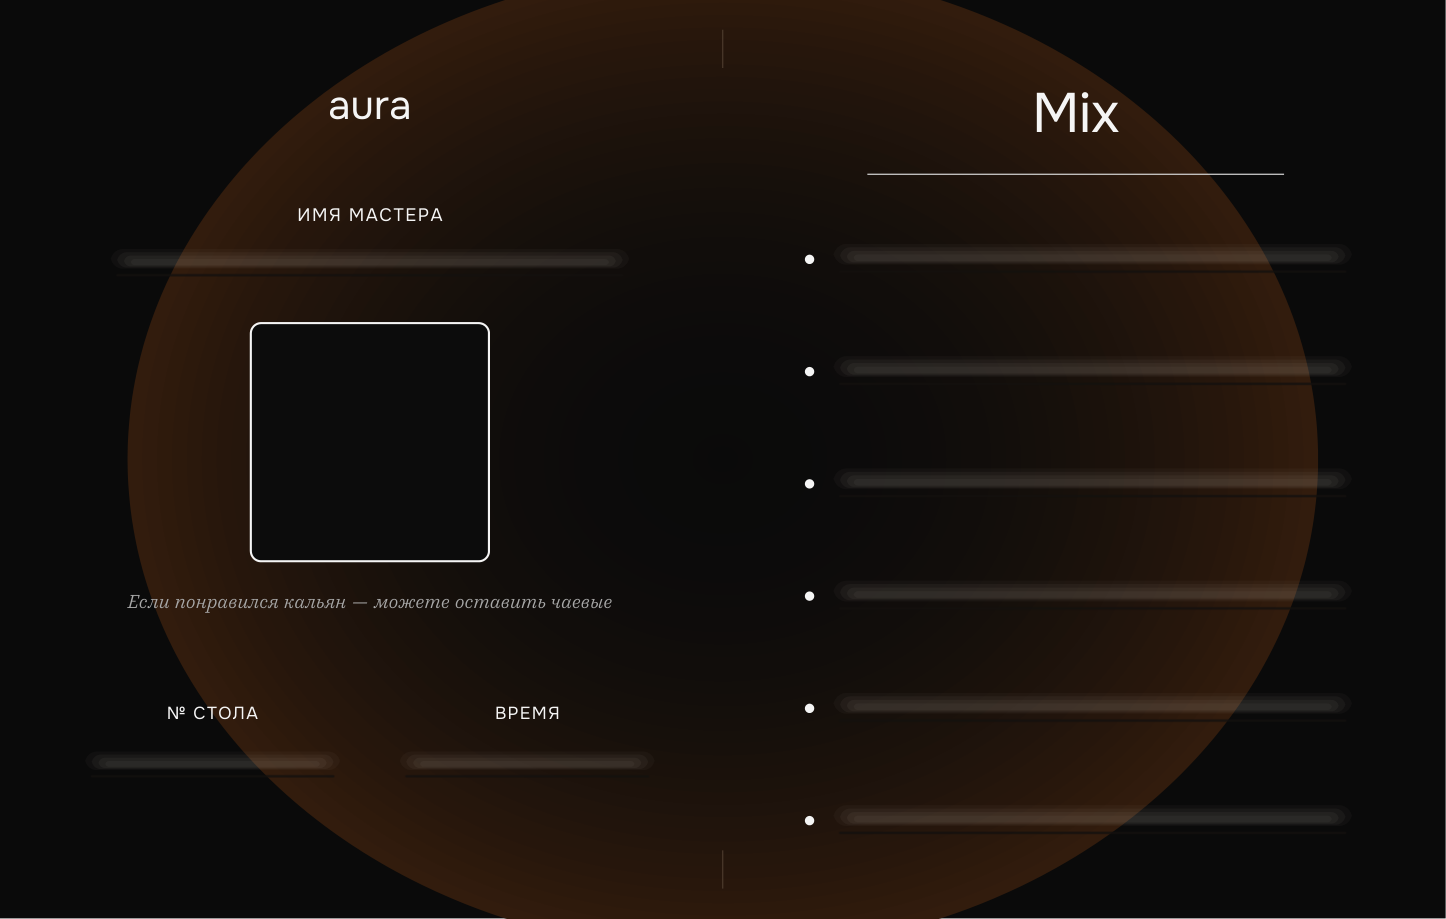 aura
ИМЯ МАСТЕРА
Если понравился кальян — можете оставить чаевые
№ СТОЛА
ВРЕМЯ
Mix